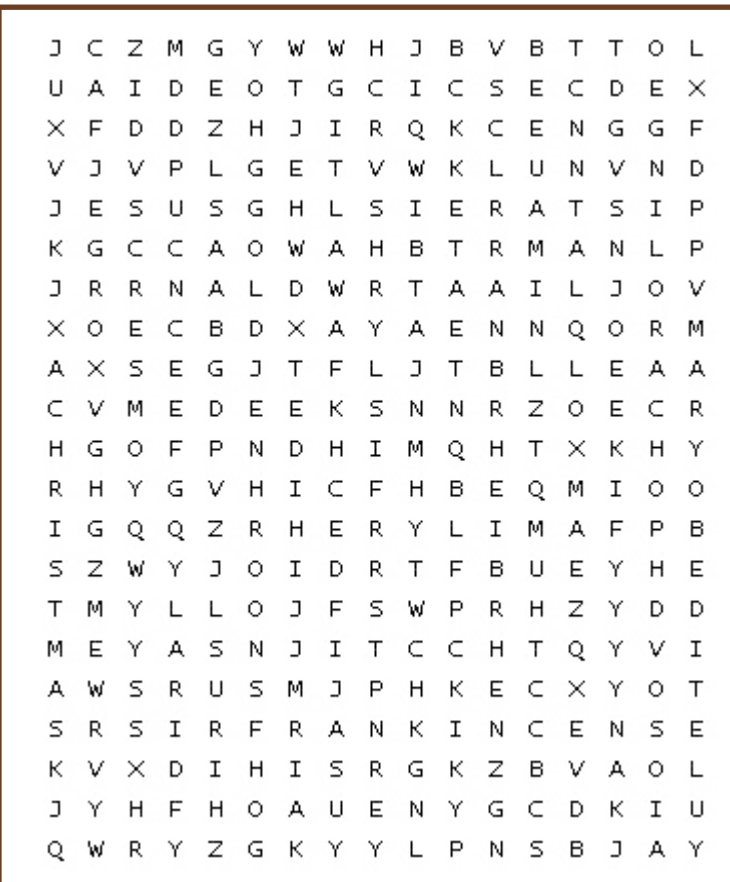 J C Z M G Y W W H J B V B T T O L
U A I D E O T G C I C S E C D E X
X F D D Z H J I R Q K C E N G G F
V J V P L G E T V W K L U N V N D
J E S U S G H L S I E R A T S I P
K G C C A O W A H B T R M A N L P
J R R N A L D W R T A A I L J O V
X O E C B D X A Y A E N N Q O R M
A X S E G J T F L J T B L L E A A
C V M E D E E K S N N R Z O E C R
H G O F P N D H I M Q H T X K H Y
R H Y G V H I C F H B E Q M I O O
I G Q Q Z R H E R Y L I M A F P B
S Z W Y J O I D R T F B U E Y H E
T M Y L L O J F S W P R H Z Y D D
M E Y A S N J I T C C H T Q Y V I
A W S R U S M J P H K E C X Y O T
S R S I R F R A N K I N C E N S E
K V X D I H I S R G K Z B V A O L
J Y H F H O A U E N Y G C D K I U
Q W R Y Z G K Y Y L P N S B J A Y